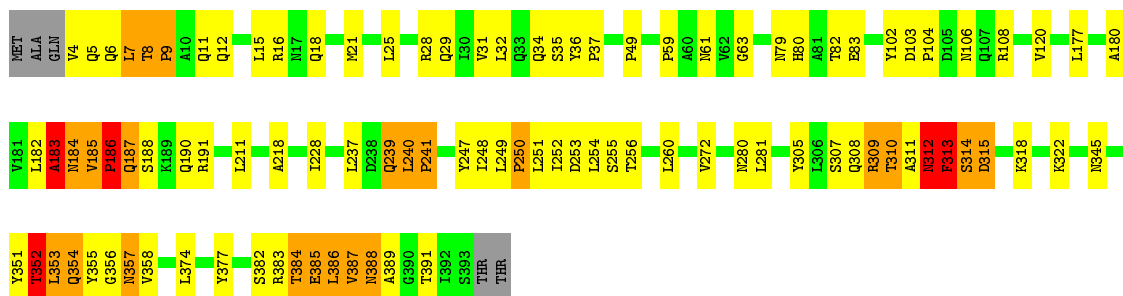 MET ALA GLN V4 Q5 Q6 L7 T8 P9 A10 Q11 Q12 L15 R16 N17 Q18 M21 L25 R28 Q29 I30 V31 L32 Q33 Q34 S35 Y36 P37 P49 P59 A60 N61 V62 G63 N79 H80 A81 T82 E83 Y102 D103 P104 D105 N106 Q107 R108 V120 L177 A180
V181 L182 A183 N184 V185 P186 Q187 S188 K189 Q190 R191 L211 A218 I228 L237 D238 Q239 L240 P241 Y247 I248 L249 P250 L251 I252 D253 L254 S255 T256 L260 V272 N280 L281 Y305 L306 S307 Q308 R309 T310 A311 N312 F313 S314 D315 K318 K322 N345
Y351 T352 L353 Q354 Y355 G356 N357 V358 L374 Y377 S382 R383 T384 E385 L386 V387 N388 A389 G390 T391 I392 S393 THR THR